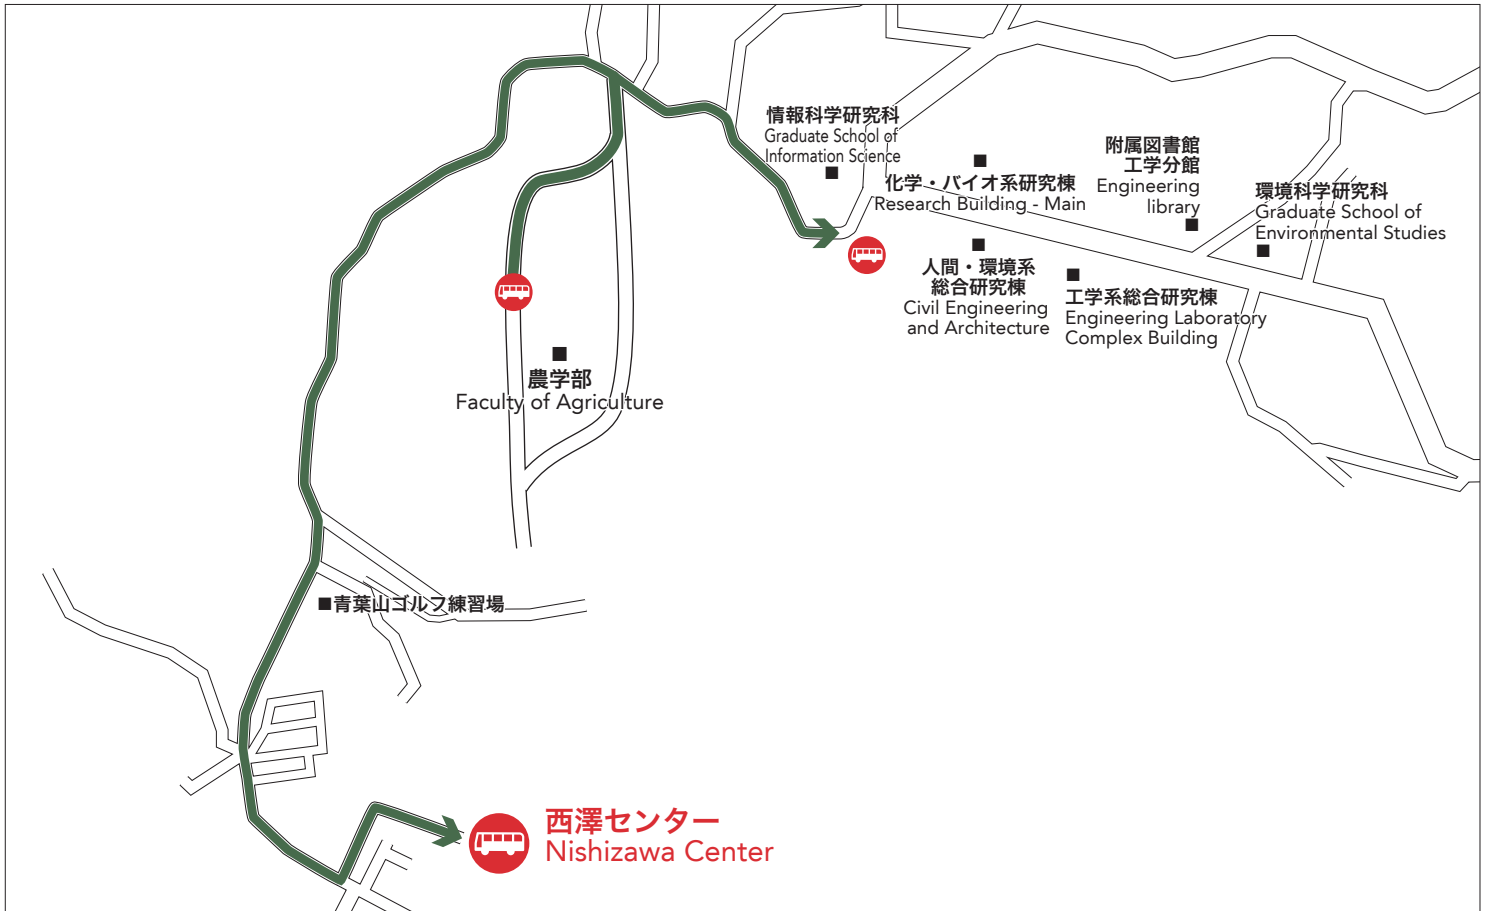 情報科学研究科
Graduate School of
Information Science
化学・バイオ系研究棟
Research Building - Main
附属図書館
工学分館
Engineering
library
環境科学研究科
Graduate School of
Environmental Studies
人間・環境系
総合研究棟
Civil Engineering
and Architecture
工学系総合研究棟
Engineering Laboratory
Complex Building
農学部
Faculty of Agriculture
青葉山ゴルフ練習場
西澤センター
Nishizawa Center